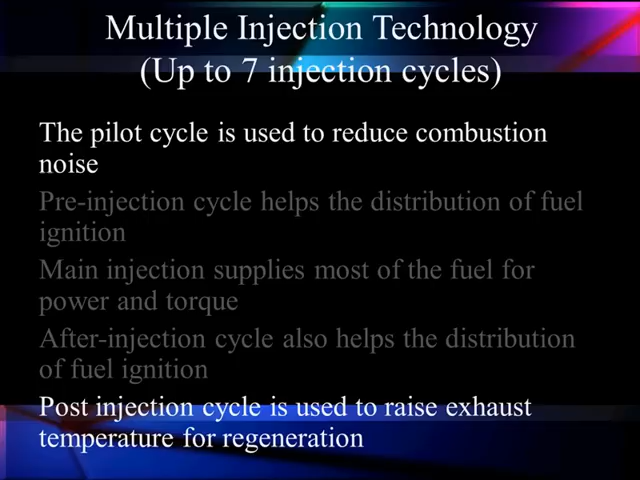 Multiple Injection Technology
(Up to 7 injection cycles)
The pilot cycle is used to reduce combustion
noise
Pre-injection cycle helps the distribution of fuel
ignition
Main injection supplies most of the fuel for
power and torque
After-injection cycle also helps the distribution
of fuel ignition
Post injection cycle is used to raise exhaust
temperature for regeneration